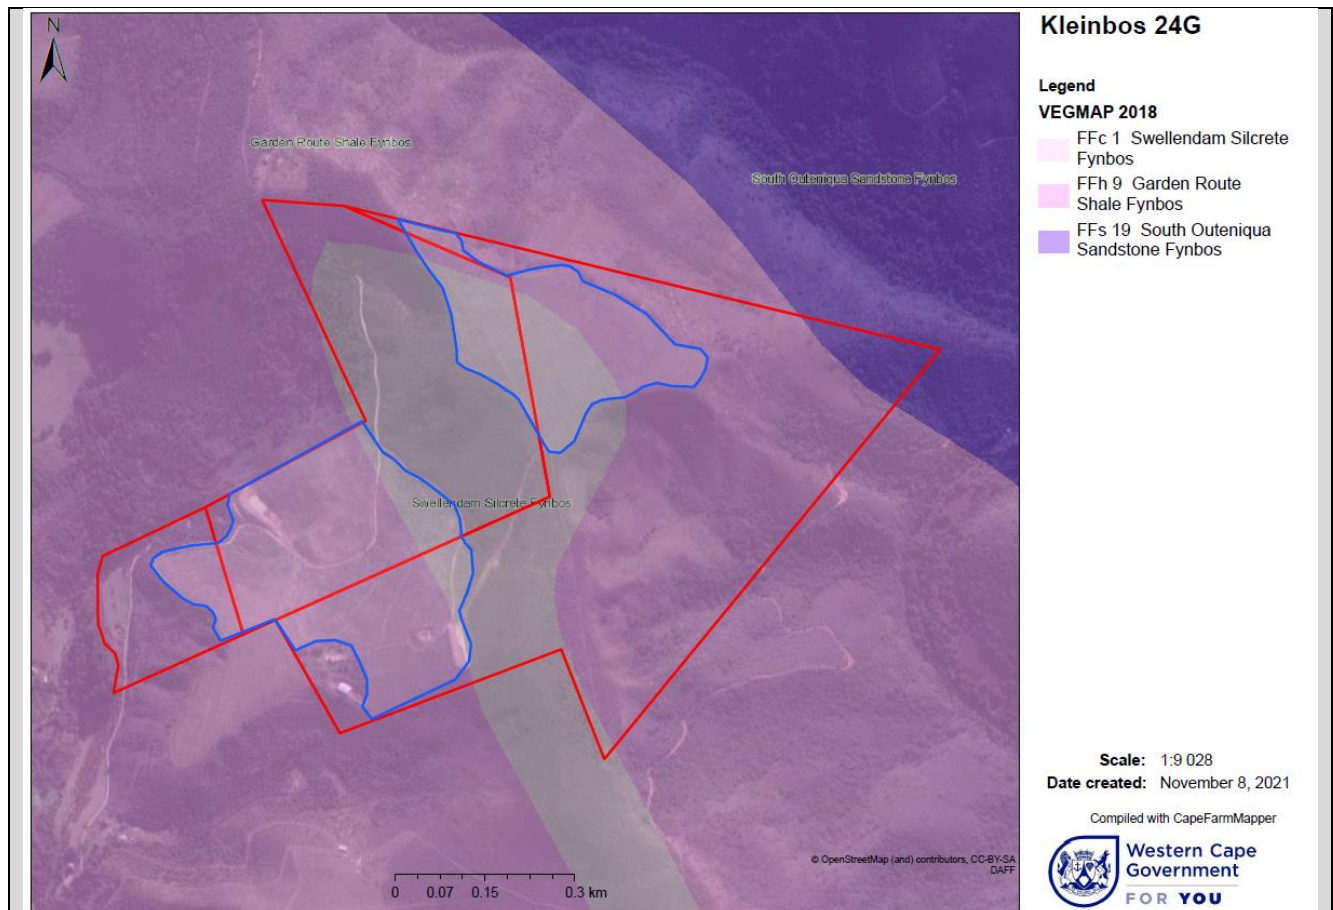 N
Garden Route Shale Fynbos
South Outeniqua Sandstone Fynbos
Swellendam Silcrete Fynbos
© OpenStreetMap (and) contributors, CC-BY-SA
DAFF
0 0.07 0.15 0.3 km
Kleinbos 24G
Legend
VEGMAP 2018
FFc 1 Swellendam Silcrete
Fynbos
FFh 9 Garden Route
Shale Fynbos
FFs 19 South Outeniqua
Sandstone Fynbos
Scale: 1:9 028
Date created: November 8, 2021
Compiled with CapeFarmMapper
Western Cape
Government
FOR YOU